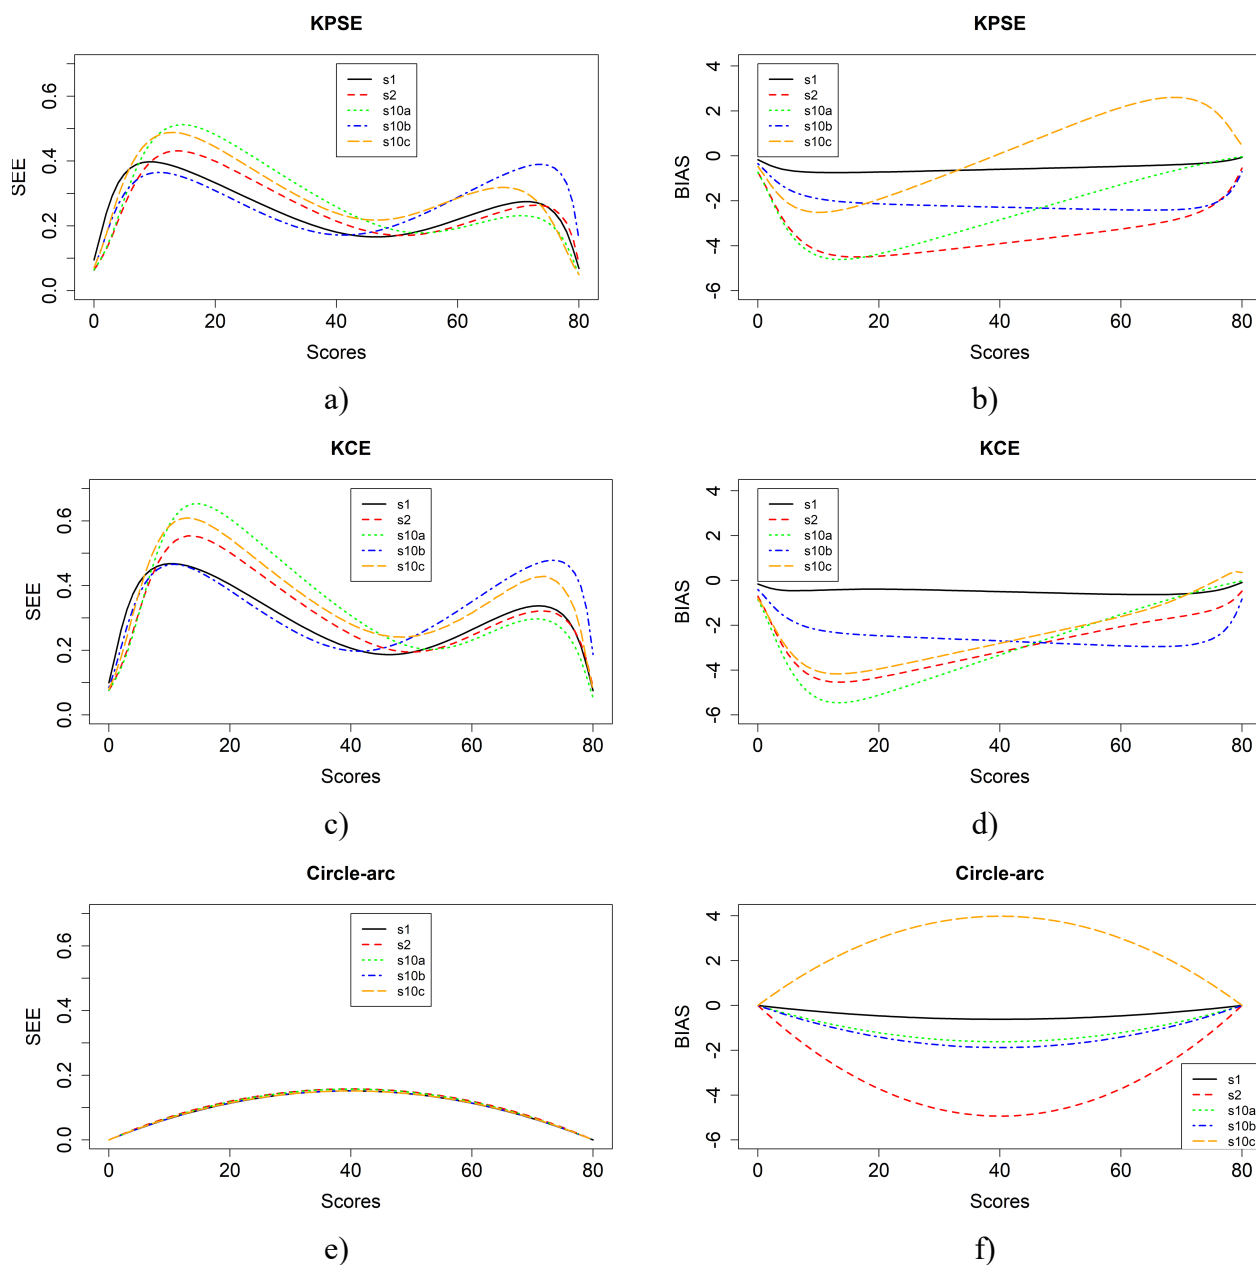 KPSE
SEE
0.0 0.2 0.4 0.6
s1
s2
s10a
s10b
s10c
0 20 40 60 80
Scores
a)
KPSE
BIAS
-6 -4 -2 0 2 4
s1
s2
s10a
s10b
s10c
0 20 40 60 80
Scores
b)
KCE
SEE
0.0 0.2 0.4 0.6
s1
s2
s10a
s10b
s10c
0 20 40 60 80
Scores
c)
KCE
BIAS
-6 -4 -2 0 2 4
s1
s2
s10a
s10b
s10c
0 20 40 60 80
Scores
d)
Circle-arc
SEE
0.0 0.2 0.4 0.6
s1
s2
s10a
s10b
s10c
0 20 40 60 80
Scores
e)
Circle-arc
BIAS
-6 -4 -2 0 2 4
s1
s2
s10a
s10b
s10c
0 20 40 60 80
Scores
f)